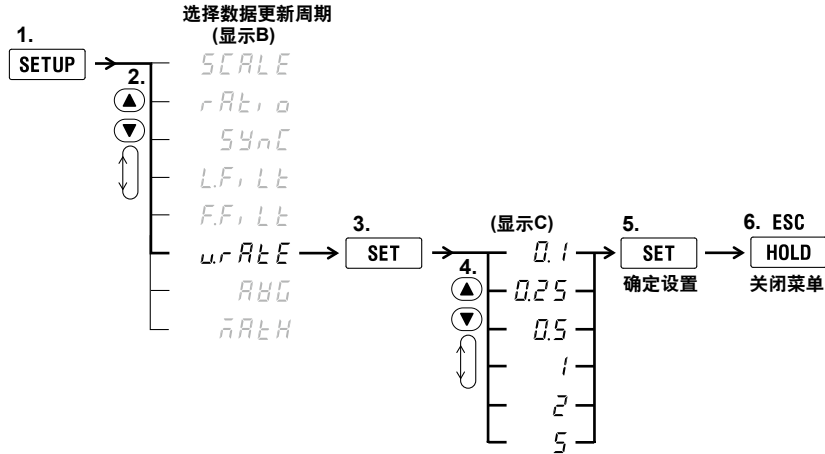 选择数据更新周期
(显示B)
1.
SETUP
2.
SCALE
rAtio
SYnC
L.FiLt
F.FiLt
u.rAtE
AVG
mAtH
3.
SET
(显示C)
4.
0.1
0.25
0.5
1
2
5
5.
SET
确定设置
6. ESC
HOLD
关闭菜单